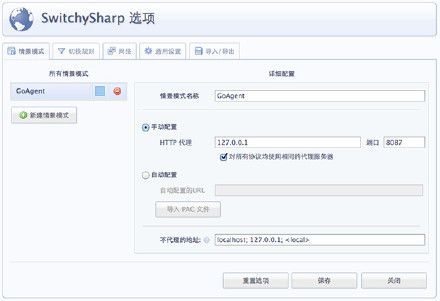 SwitchySharp 选项
情景模式 切换规则 网络 通用设置 导入/导出
所有情景模式
GoAgent
新建情景模式
详细配置
情景模式名称 GoAgent
手动配置
HTTP 代理 127.0.0.1 端口 8087
对所有协议均使用相同的代理服务器
自动配置
自动配置的URL
导入 PAC 文件
不代理的地址: localhost; 127.0.0.1; <local>
重置选项 保存 关闭